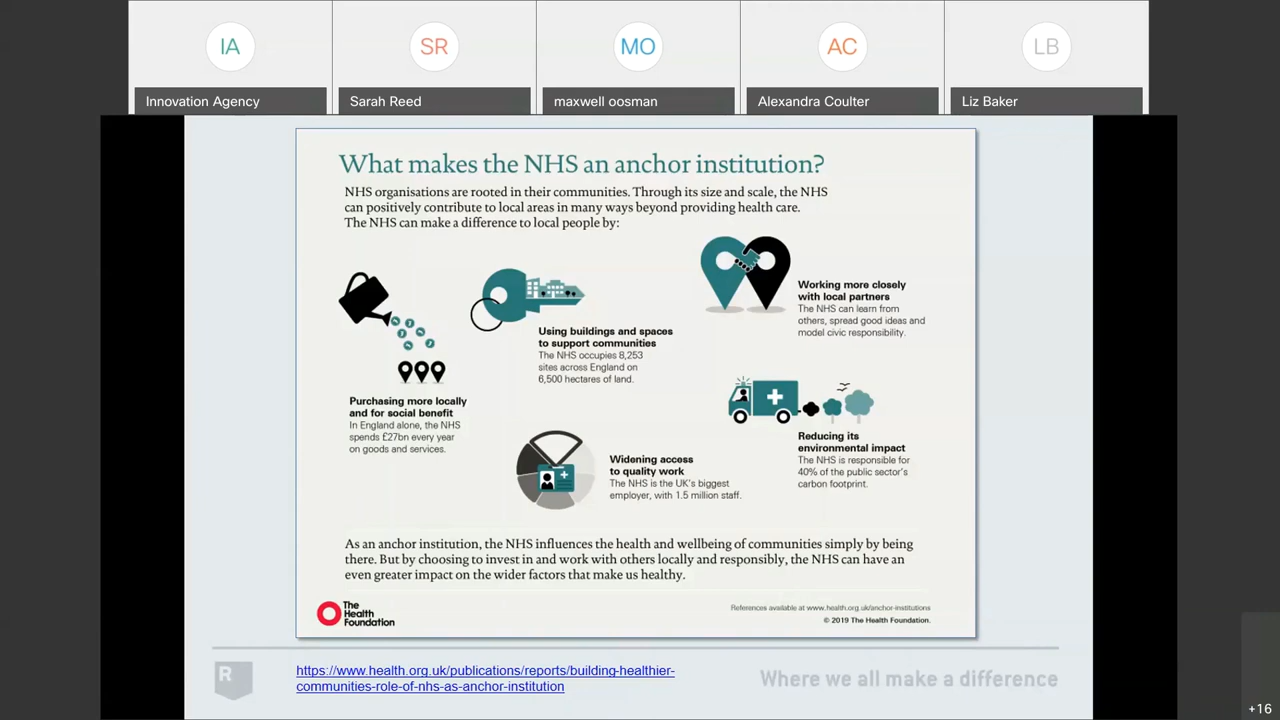 IA
SR
MO
AC
LB
Innovation Agency
Sarah Reed
maxwell oosman
Alexandra Coulter
Liz Baker
What makes the NHS an anchor institution?
NHS organisations are rooted in their communities. Through its size and scale, the NHS
can positively contribute to local areas in many ways beyond providing health care.
The NHS can make a difference to local people by:
Purchasing more locally
and for social benefit
In England alone, the NHS
spends £27bn every year
on goods and services.
Using buildings and spaces
to support communities
The NHS occupies 8,253
sites across England on
6,500 hectares of land.
Widening access
to quality work
The NHS is the UK's biggest
employer, with 1.5 million staff.
Working more closely
with local partners
The NHS can learn from
others, spread good ideas and
model civic responsibility.
Reducing its
environmental impact
The NHS is responsible for
40% of the public sector's
carbon footprint.
As an anchor institution, the NHS influences the health and wellbeing of communities simply by being
there. But by choosing to invest in and work with others locally and responsibly, the NHS can have an
even greater impact on the wider factors that make us healthy.
The
Health
Foundation
References available at www.health.org.uk/anchor-institutions
© 2019 The Health Foundation.
R
https://www.health.org.uk/publications/reports/building-healthier-
communities-role-of-nhs-as-anchor-institution
Where we all make a difference
+16